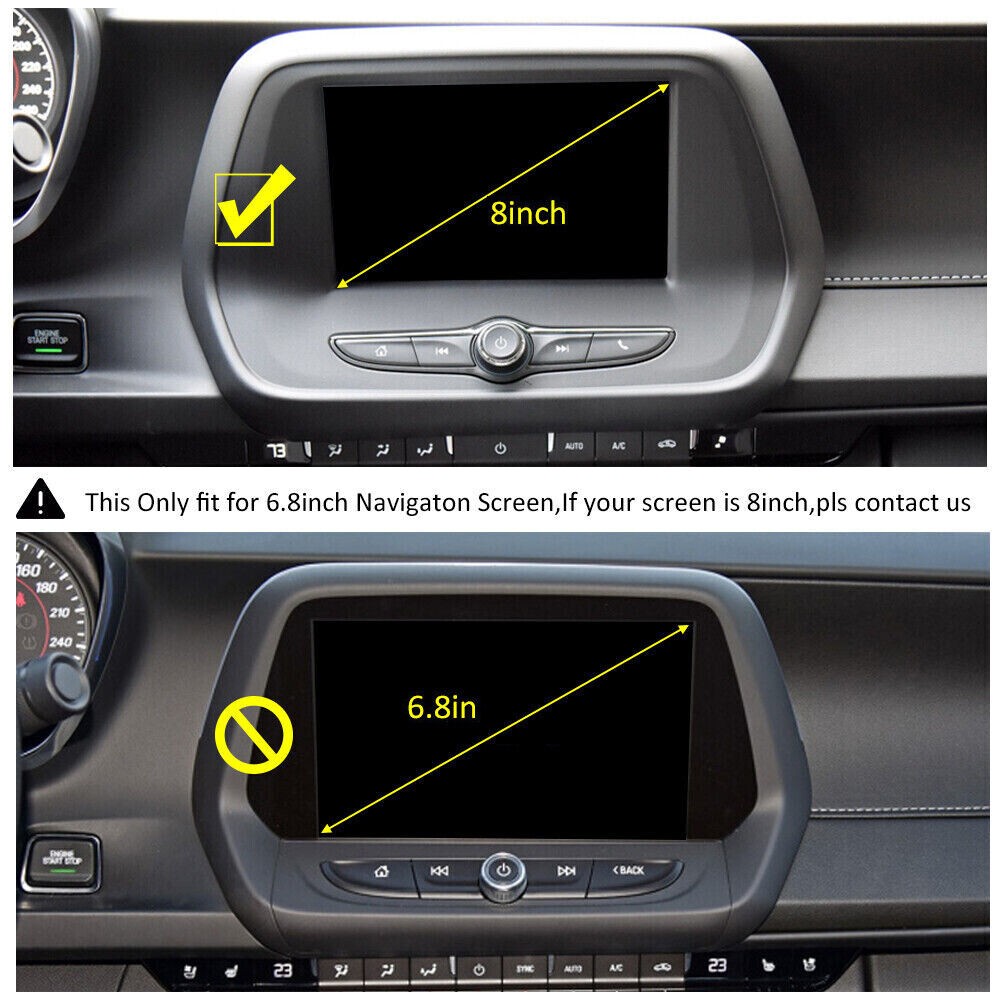 200
220
240
260
8inch
ENGINE
START STOP
73
AUTO
A/C
This Only fit for 6.8inch Navigaton Screen,If your screen is 8inch,pls contact us
160
180
210
240
6.8in
ENGINE
START STOP
<BACK
23
SYNC
AUTO
A/C
23